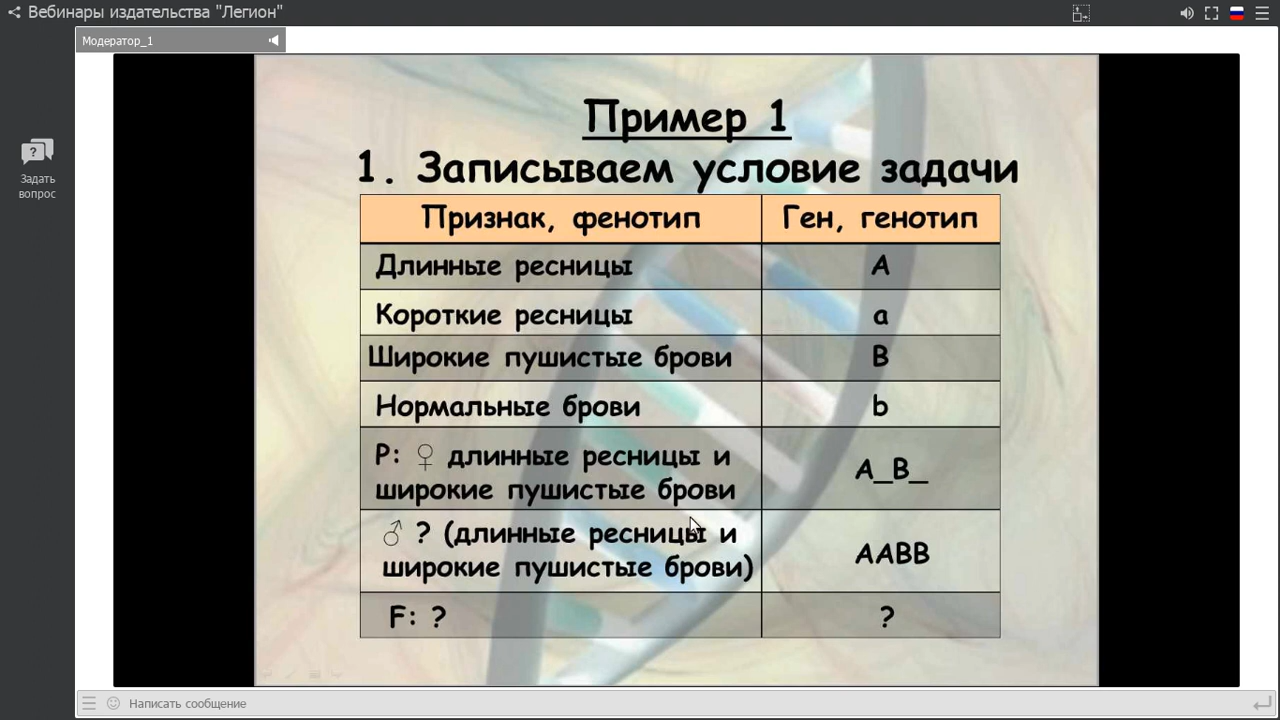 Вебинары издательства "Легион"
Модератор_1
Задать
вопрос
Пример 1
1. Записываем условие задачи
Признак, фенотип
Ген, генотип
Длинные ресницы
A
Короткие ресницы
a
Широкие пушистые брови
B
Нормальные брови
b
P: ♀ длинные ресницы и
широкие пушистые брови
A_B_
♂ ? (длинные ресницы и
широкие пушистые брови)
AABB
F: ?
?
Написать сообщение